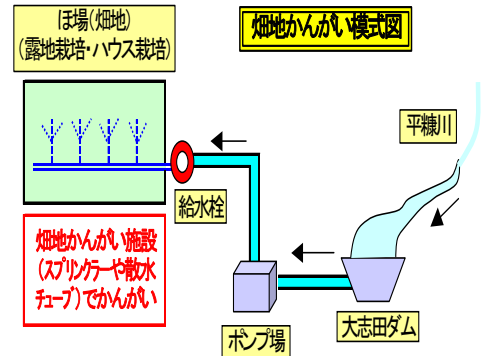 ほ場(畑地)
(露地栽培・ハウス栽培)
畑地かんがい模式図
平糠川
給水栓
畑地かんがい施設
(スプリンクラーや散水
チューブ)でかんがい
ポンプ場
大志田ダム